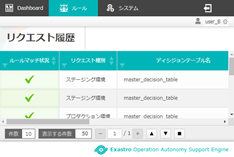 Dashboard ルール システム
user_B ()
リクエスト履歴
ルールマッチ状況 リクエスト種別 ディシジョンテーブル名
ステージング環境 master_decision_table
ステージング環境 master_decision_table
プロダクション環境 master_decision_table
件数 10 表示する件数 50 1 / 1
Exastro Operation Autonomy Support Engine